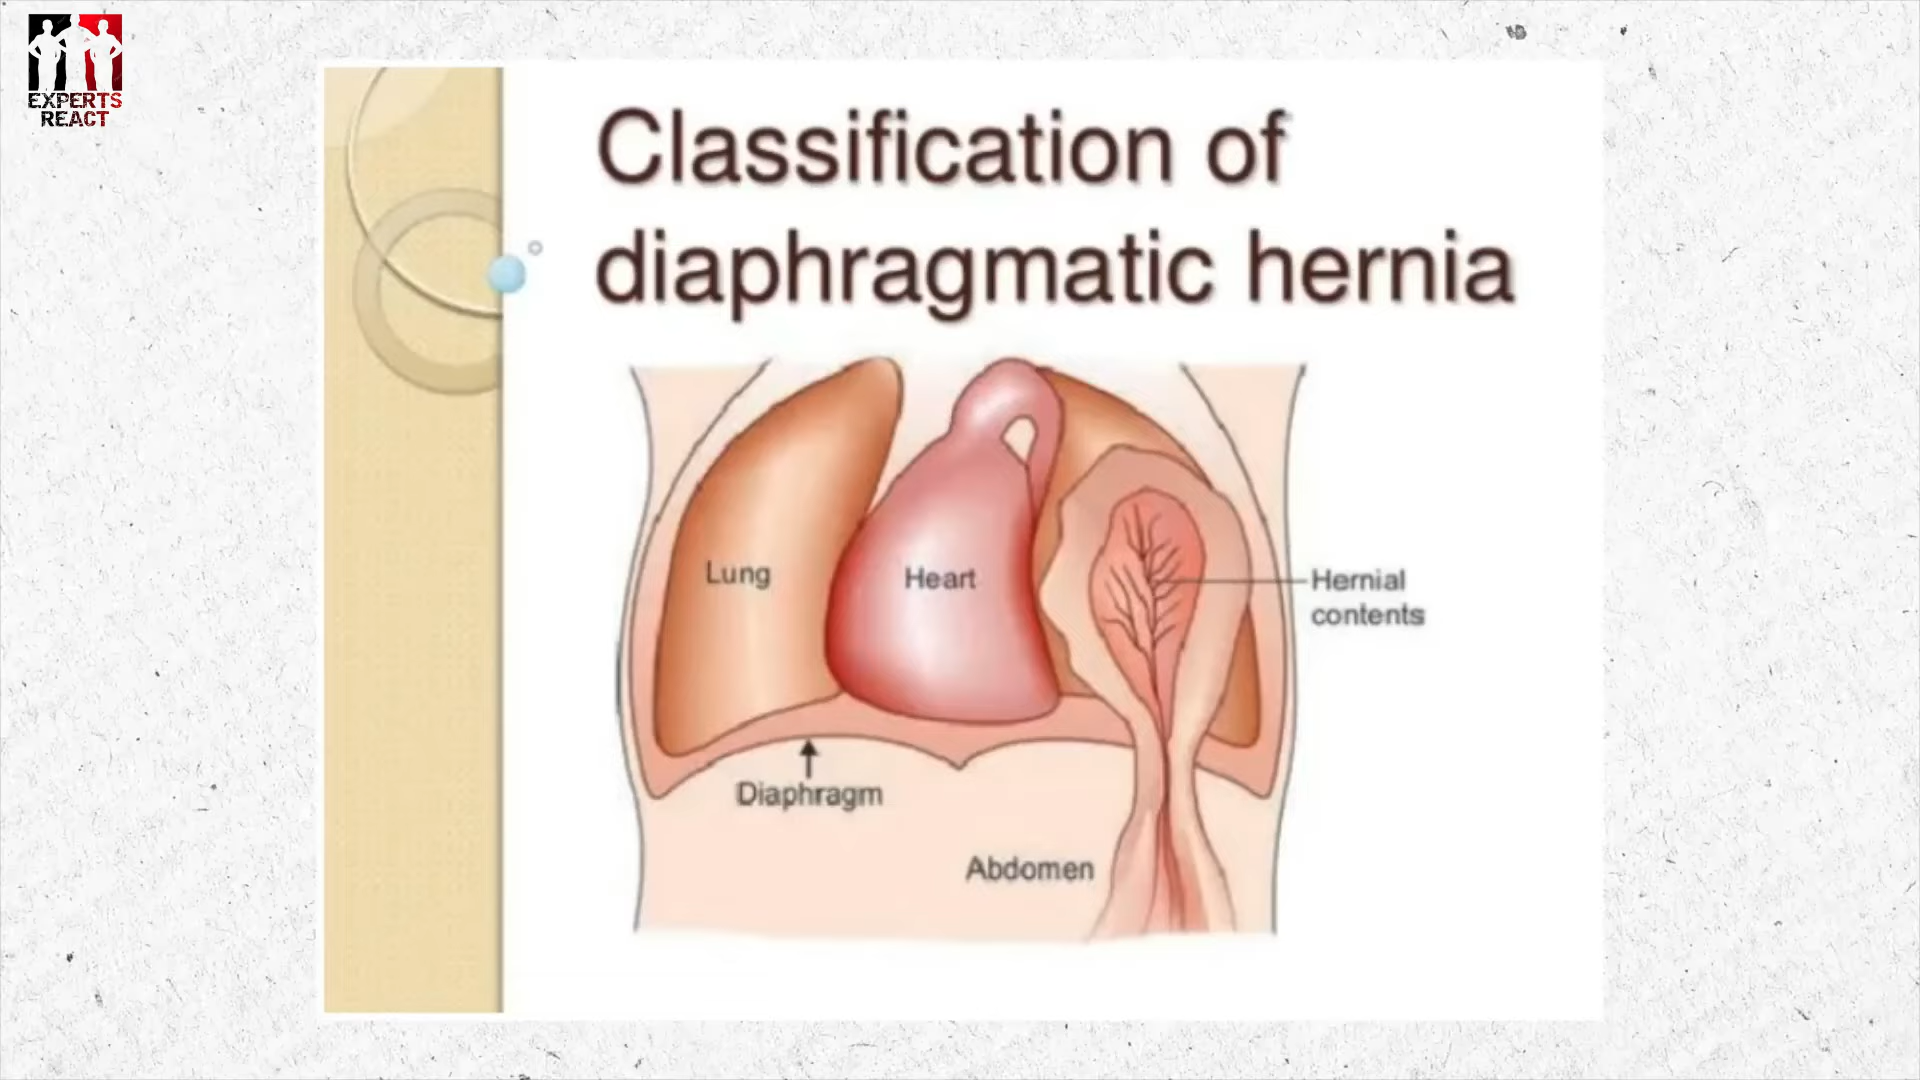 EXPERTS
REACT
Classification of
diaphragmatic hernia
Lung
Heart
Hernial
contents
Diaphragm
Abdomen